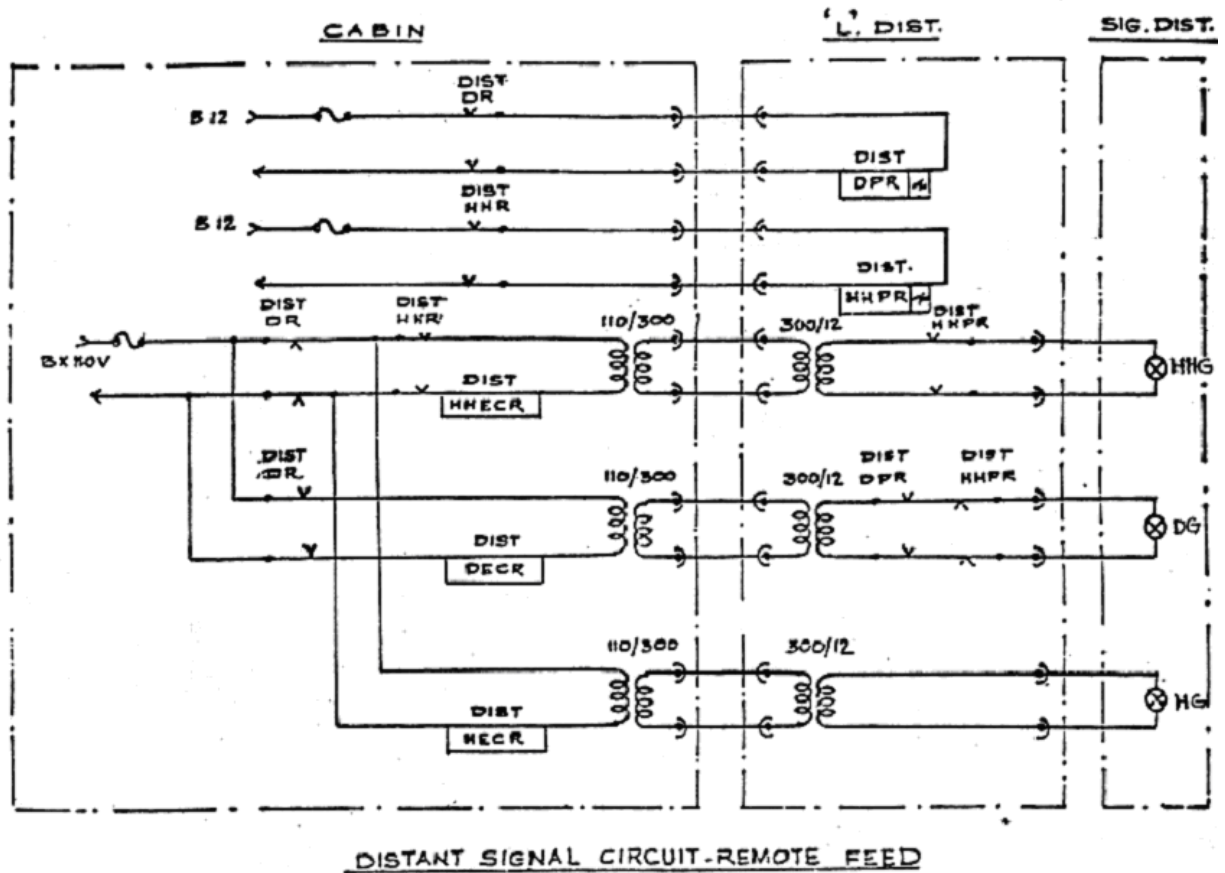 CABIN
'L'. DIST.
SIG. DIST.
B 12
DIST
DR
DIST
DPR
B 12
DIST
HHR
DIST.
HHPR
BX 110V
DIST
DR
DIST
HHR
110/300
300/12
DIST
HHPR
HHG
DIST
HHECR
DIST
DR
110/300
300/12
DIST
DPR
DIST
HHPR
DG
DIST
DECR
110/300
300/12
HG
DIST
HECR
DISTANT SIGNAL CIRCUIT-REMOTE FEED